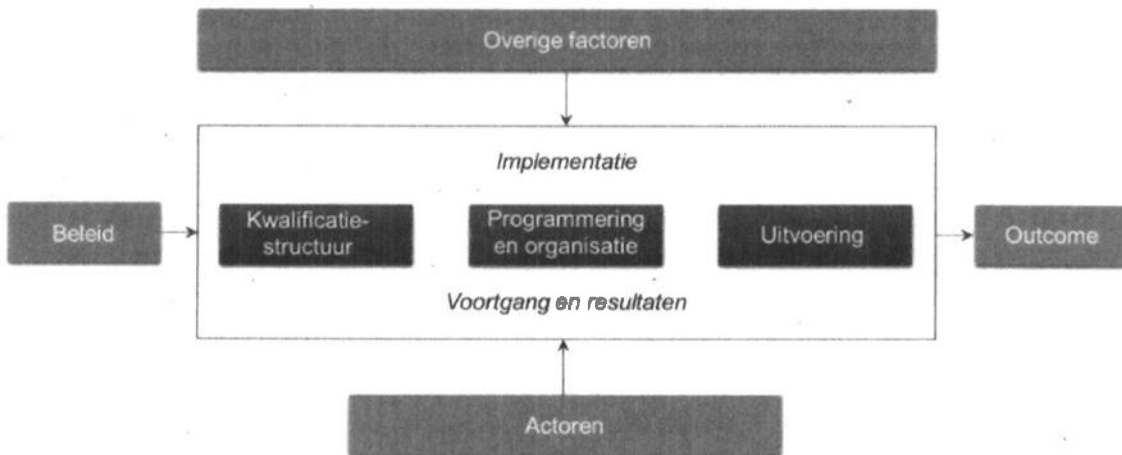 Overige factoren
Implementatie
Beleid
Kwalificatie-
structuur
Programmering
en organisatie
Uitvoering
Outcome
Voortgang en resultaten
Actoren